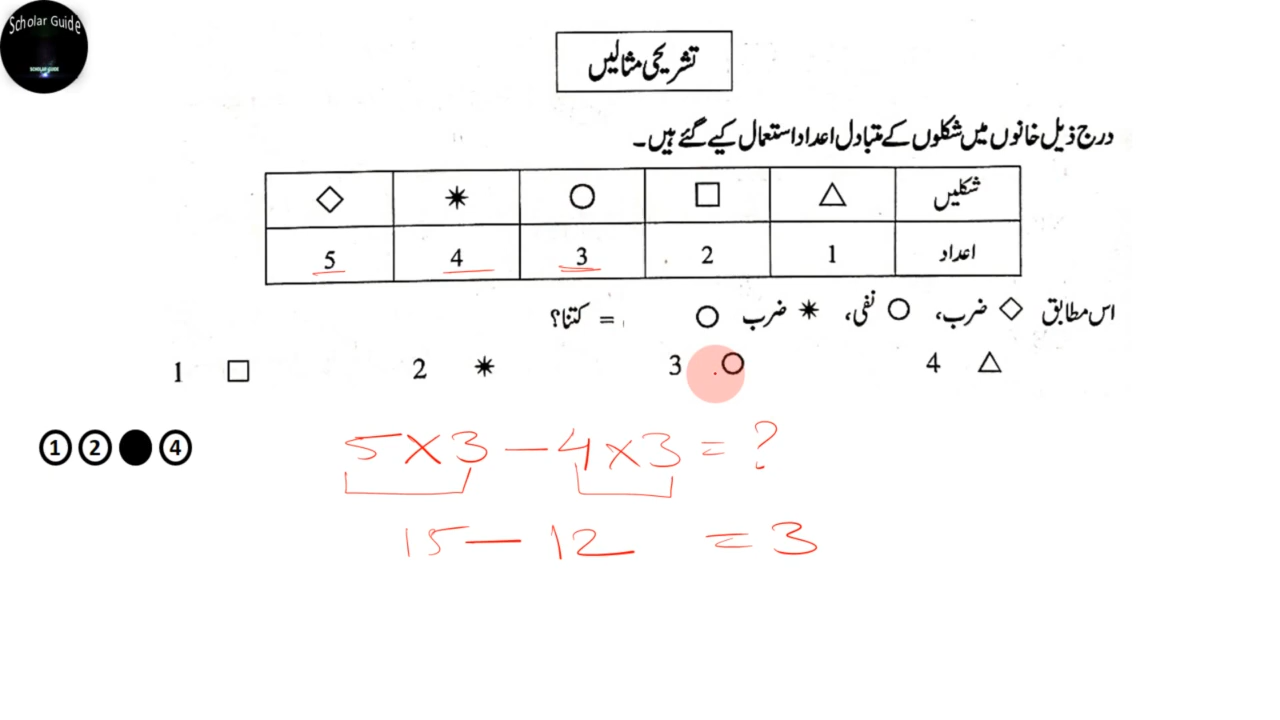 Scholar Guide
SCHOLAR GUIDE
تشریحی مثالیں
درج ذیل خانوں میں شکلوں کے متبادل اعداد استعمال کیے گئے ہیں۔
شکلیں △ □ ○ ✷ ◇
اعداد 1 2 3 4 5
اس مطابق ◇ ضرب، ○ نفی، ✷ ضرب ○ = کتنا؟
1 □ 2 ✷ 3 ○ 4 △
1 2 4
5 × 3 – 4 × 3 = ?
15 – 12 = 3